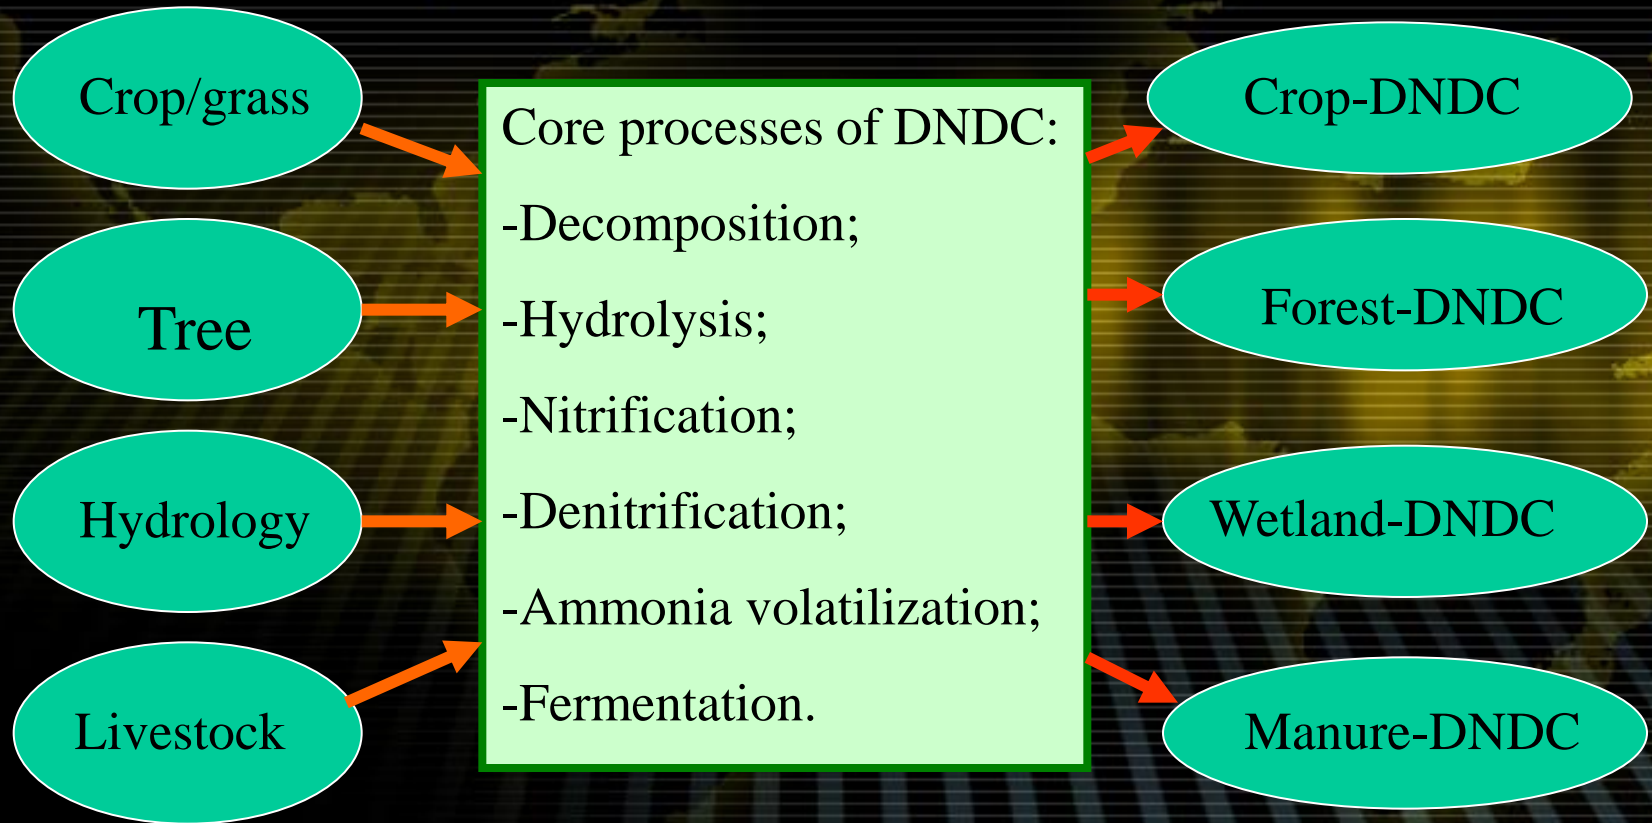 Crop/grass
Tree
Hydrology
Livestock
Core processes of DNDC:
-Decomposition;
-Hydrolysis;
-Nitrification;
-Denitrification;
-Ammonia volatilization;
-Fermentation.
Crop-DNDC
Forest-DNDC
Wetland-DNDC
Manure-DNDC